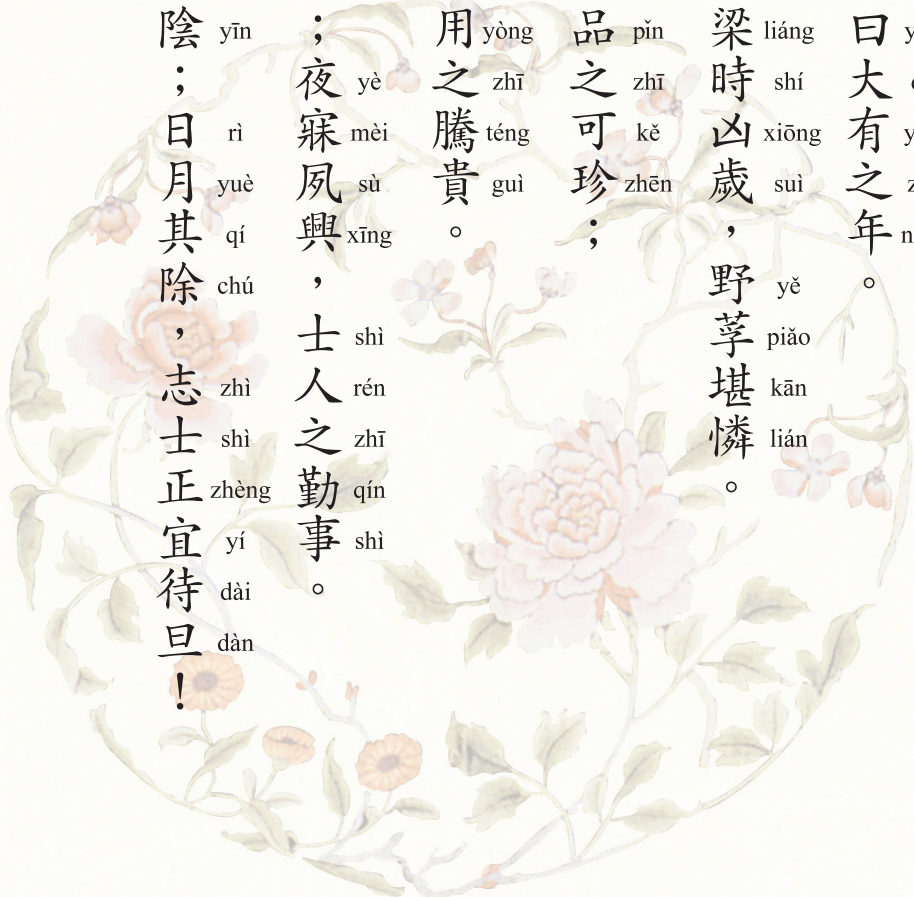 曰大有之年。
liáng shí xiōng suì yě piǎo kān lián
梁時凶歲，野莩堪憐。
pǐn zhī kě zhēn
品之可珍；
yòng zhī téng guì
用之騰貴。
yè mèi sù xīng shì rén zhī qín shì
；夜寐夙興，士人之勤事。
yīn rì yuè qí chú zhì shì zhèng yí dài dàn
陰；日月其除，志士正宜待旦！